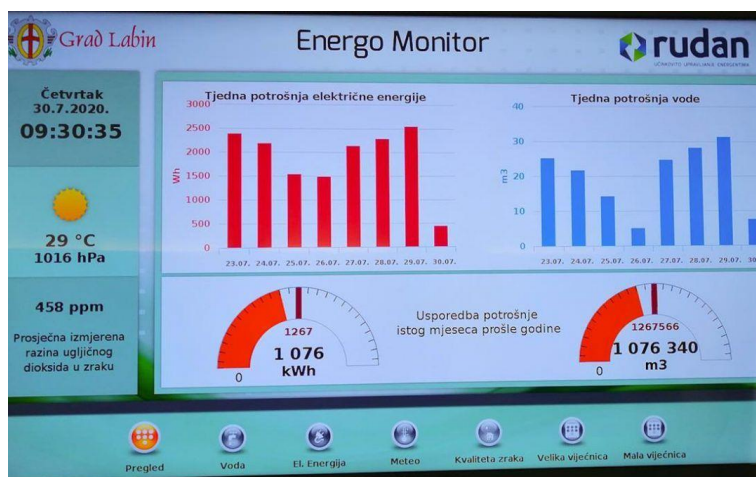 Grad Labin
Energo Monitor
rudan
UČINKOVITO UPRAVLJANJE ENERGENTIMA
Četvrtak
30.7.2020.
09:30:35
29 °C
1016 hPa
458 ppm
Prosječna izmjerena
razina ugljičnog
dioksida u zraku
Tjedna potrošnja električne energije
3000
2500
2000
1500
1000
500
0
Wh
23.07. 24.07. 25.07. 26.07. 27.07. 28.07. 29.07. 30.07.
Tjedna potrošnja vode
40
30
20
10
0
m3
23.07. 24.07. 25.07. 26.07. 27.07. 28.07. 29.07. 30
1267
1 076
kWh
0
Usporedba potrošnje
istog mjeseca prošle godine
1267566
1 076 340
m3
0
Pregled
Voda
El. Energija
Meteo
Kvaliteta zraka
Velika vijećnica
Mala vijećnica